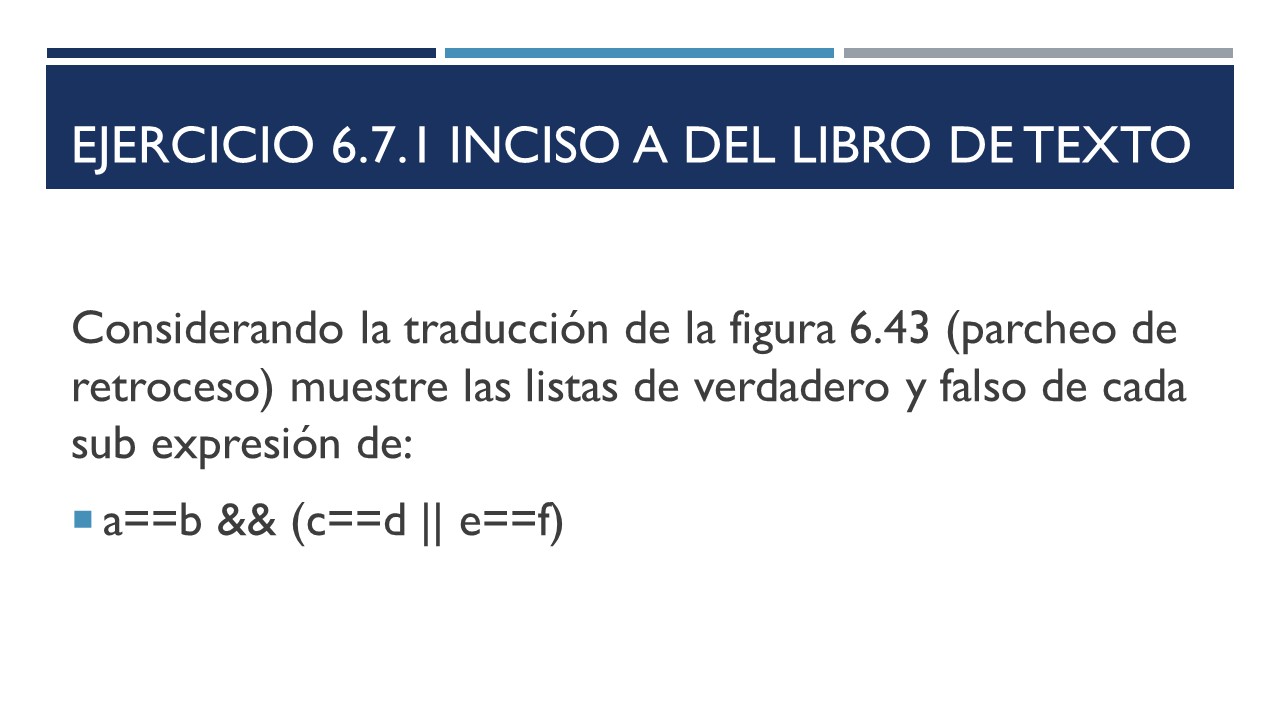 EJERCICIO 6.7.1 INCISO A DEL LIBRO DE TEXTO
Considerando la traducción de la figura 6.43 (parcheo de
retroceso) muestre las listas de verdadero y falso de cada
sub expresión de:
a==b && (c==d || e==f)